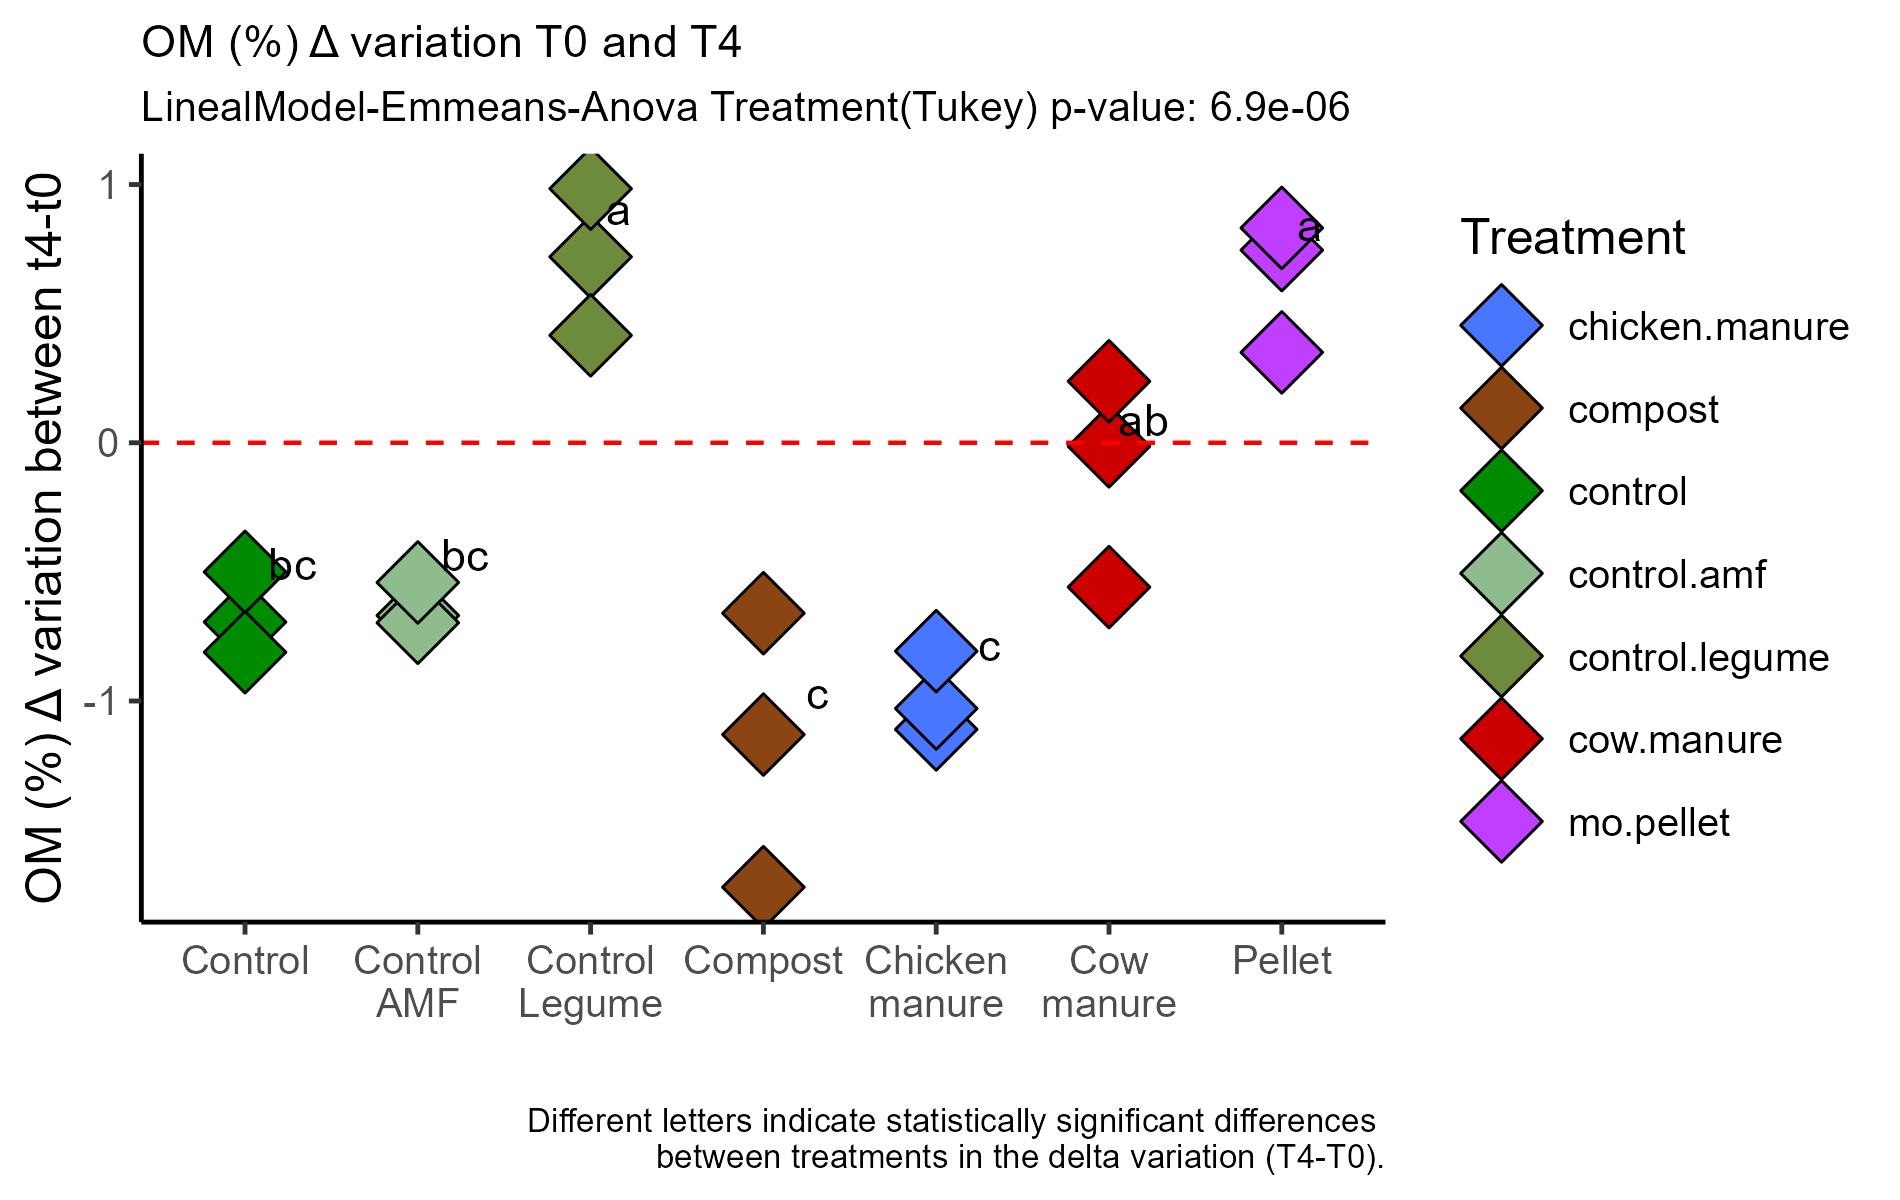 OM (%) Δ variation T0 and T4
LinealModel-Emmeans-Anova Treatment(Tukey) p-value: 6.9e-06
OM (%) Δ variation between t4-t0
1
0
-1
a
a
ab
bc
bc
c
c
Control
Control
AMF
Control
Legume
Compost
Chicken
manure
Cow
manure
Pellet
Treatment
chicken.manure
compost
control
control.amf
control.legume
cow.manure
mo.pellet
Different letters indicate statistically significant differences
between treatments in the delta variation (T4-T0).